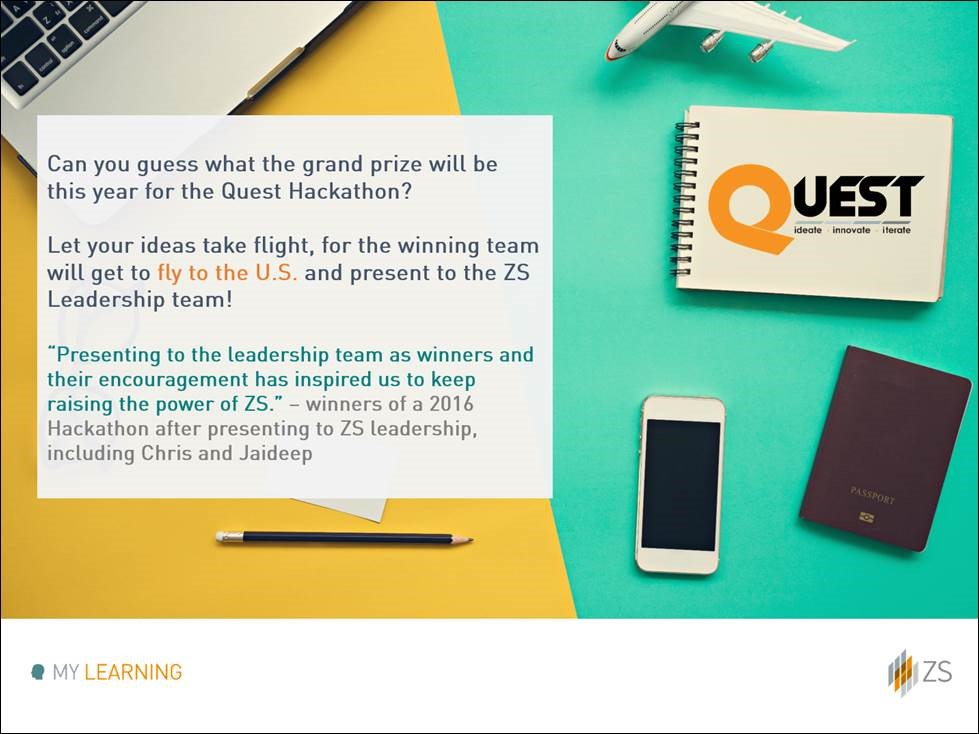 Can you guess what the grand prize will be
this year for the Quest Hackathon?
Let your ideas take flight, for the winning team
will get to fly to the U.S. and present to the ZS
Leadership team!
“Presenting to the leadership team as winners and
their encouragement has inspired us to keep
raising the power of ZS.” – winners of a 2016
Hackathon after presenting to ZS leadership,
including Chris and Jaideep
QUEST
ideate · innovate · iterate
PASSPORT
MY LEARNING
ZS